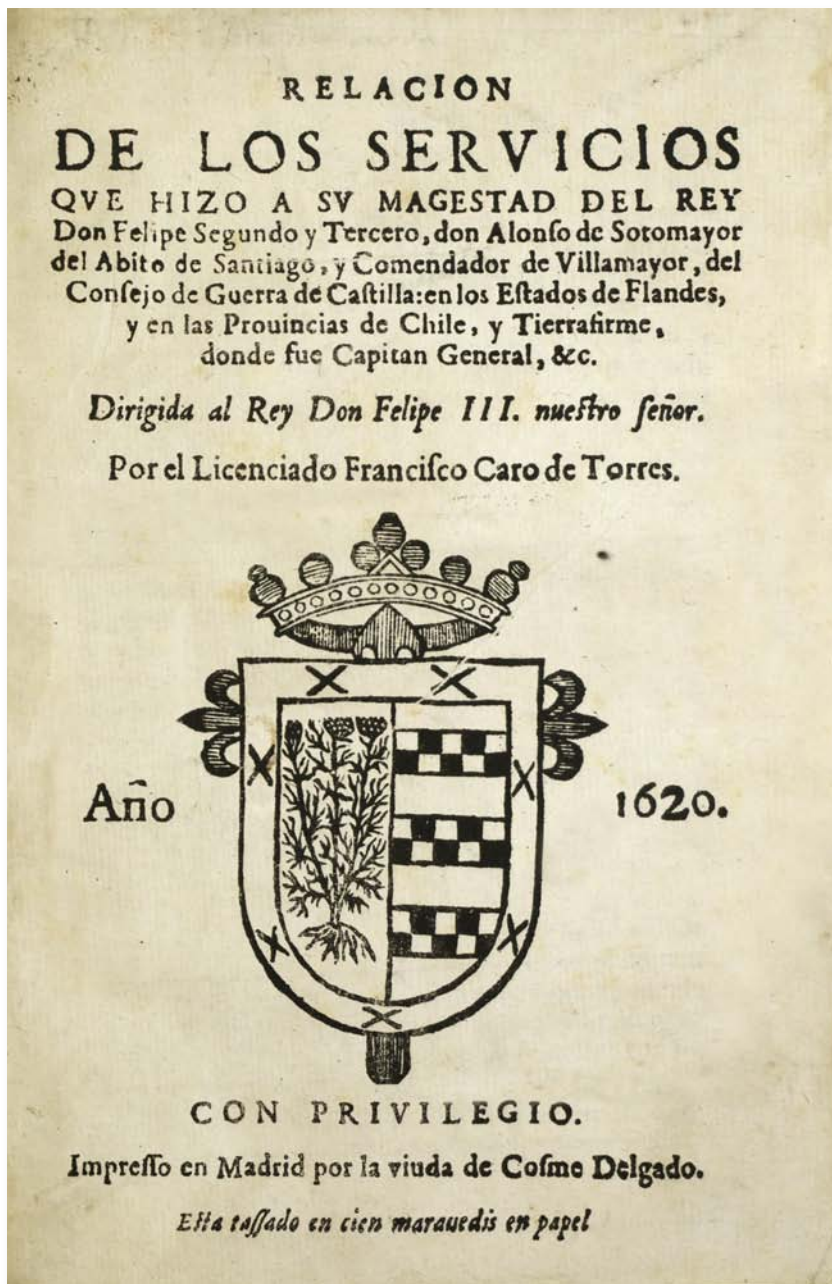 RELACION
DE LOS SERVICIOS
QVE HIZO A SV MAGESTAD DEL REY
Don Felipe Segundo y Tercero, don Alonſo de Sotomayor
del Abito de Santiago, y Comendador de Villamayor, del
Conſejo de Guerra de Caſtilla: en los Eſtados de Flandes,
y en las Prouincias de Chile, y Tierrafirme,
donde fue Capitan General, &c.
Dirigida al Rey Don Felipe III. nueſtro ſeñor.
Por el Licenciado Franciſco Caro de Torres.
Año 1620.
CON PRIVILEGIO.
Impreſſo en Madrid por la viuda de Coſme Delgado.
Eſta taſſado en cien marauedis en papel